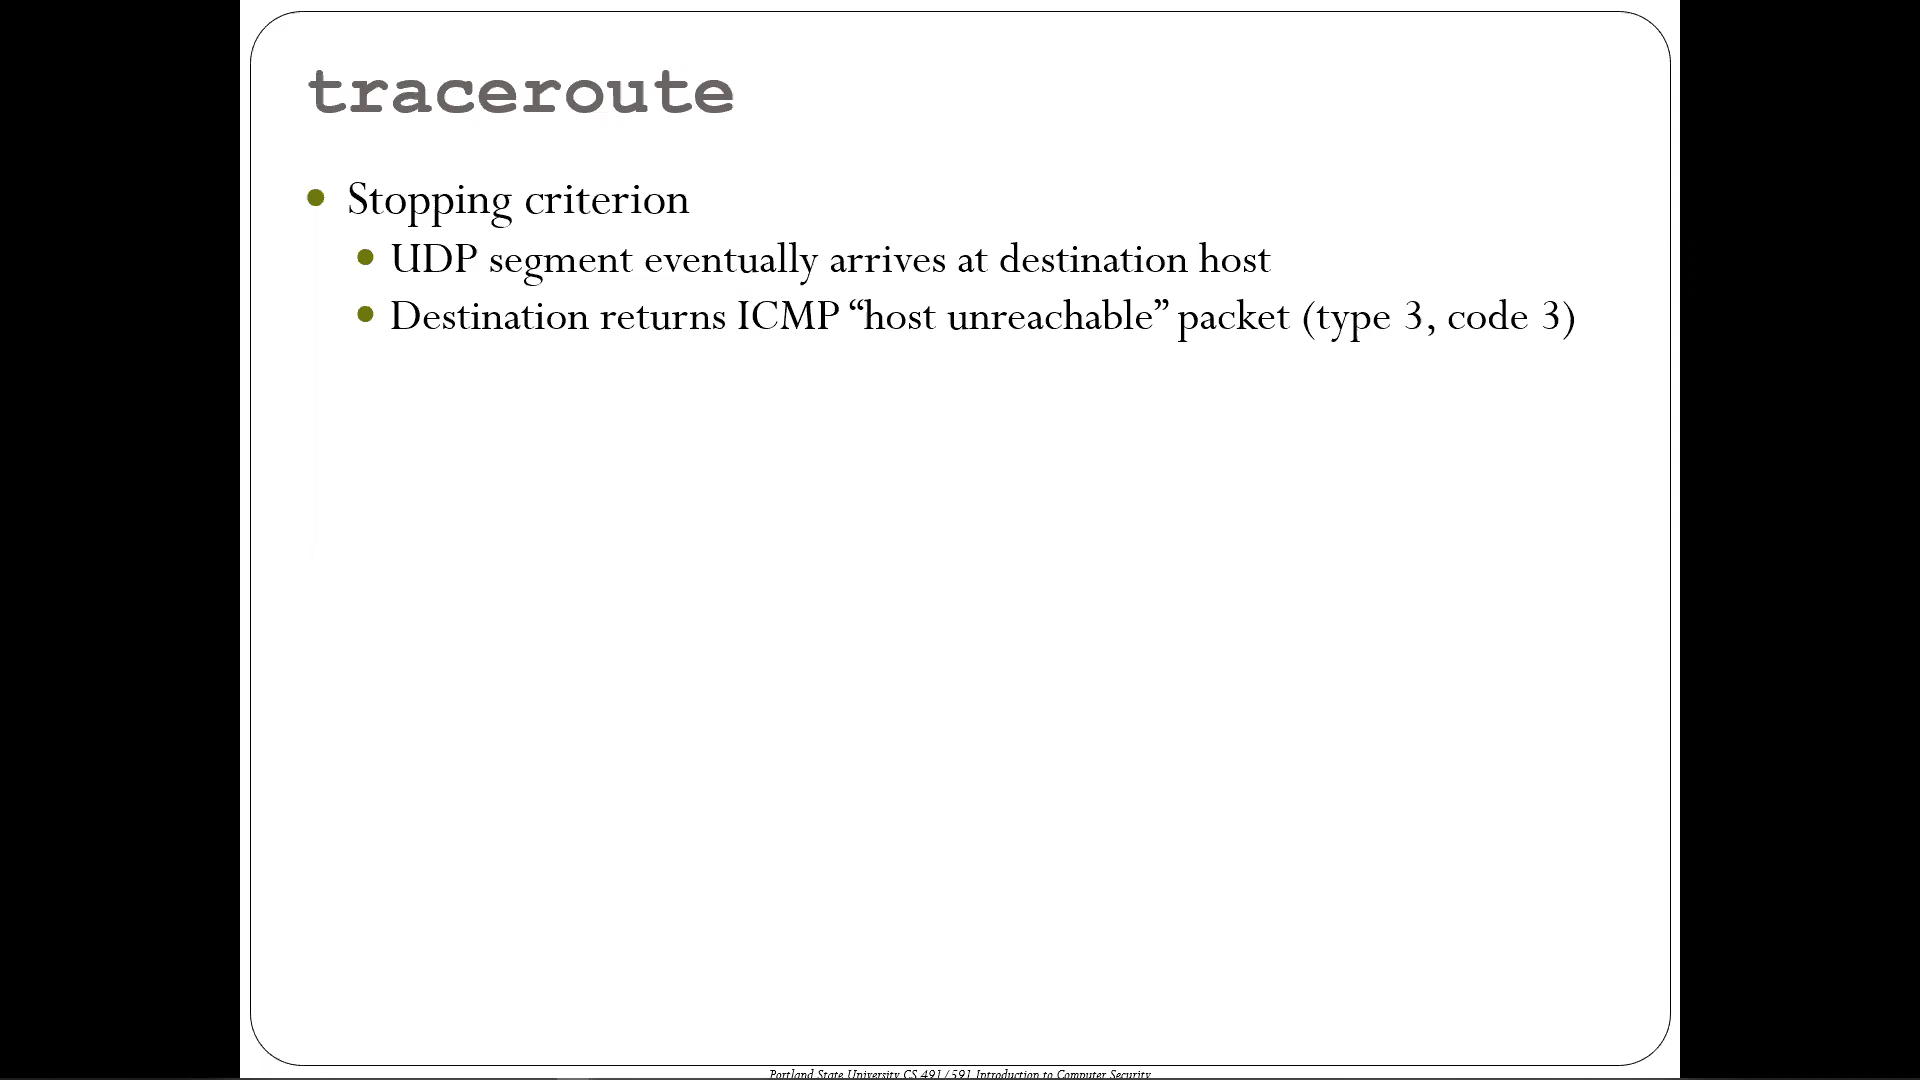 traceroute
Stopping criterion
UDP segment eventually arrives at destination host
Destination returns ICMP “host unreachable” packet (type 3, code 3)
Portland State University CS 491/591 Introduction to Computer Security